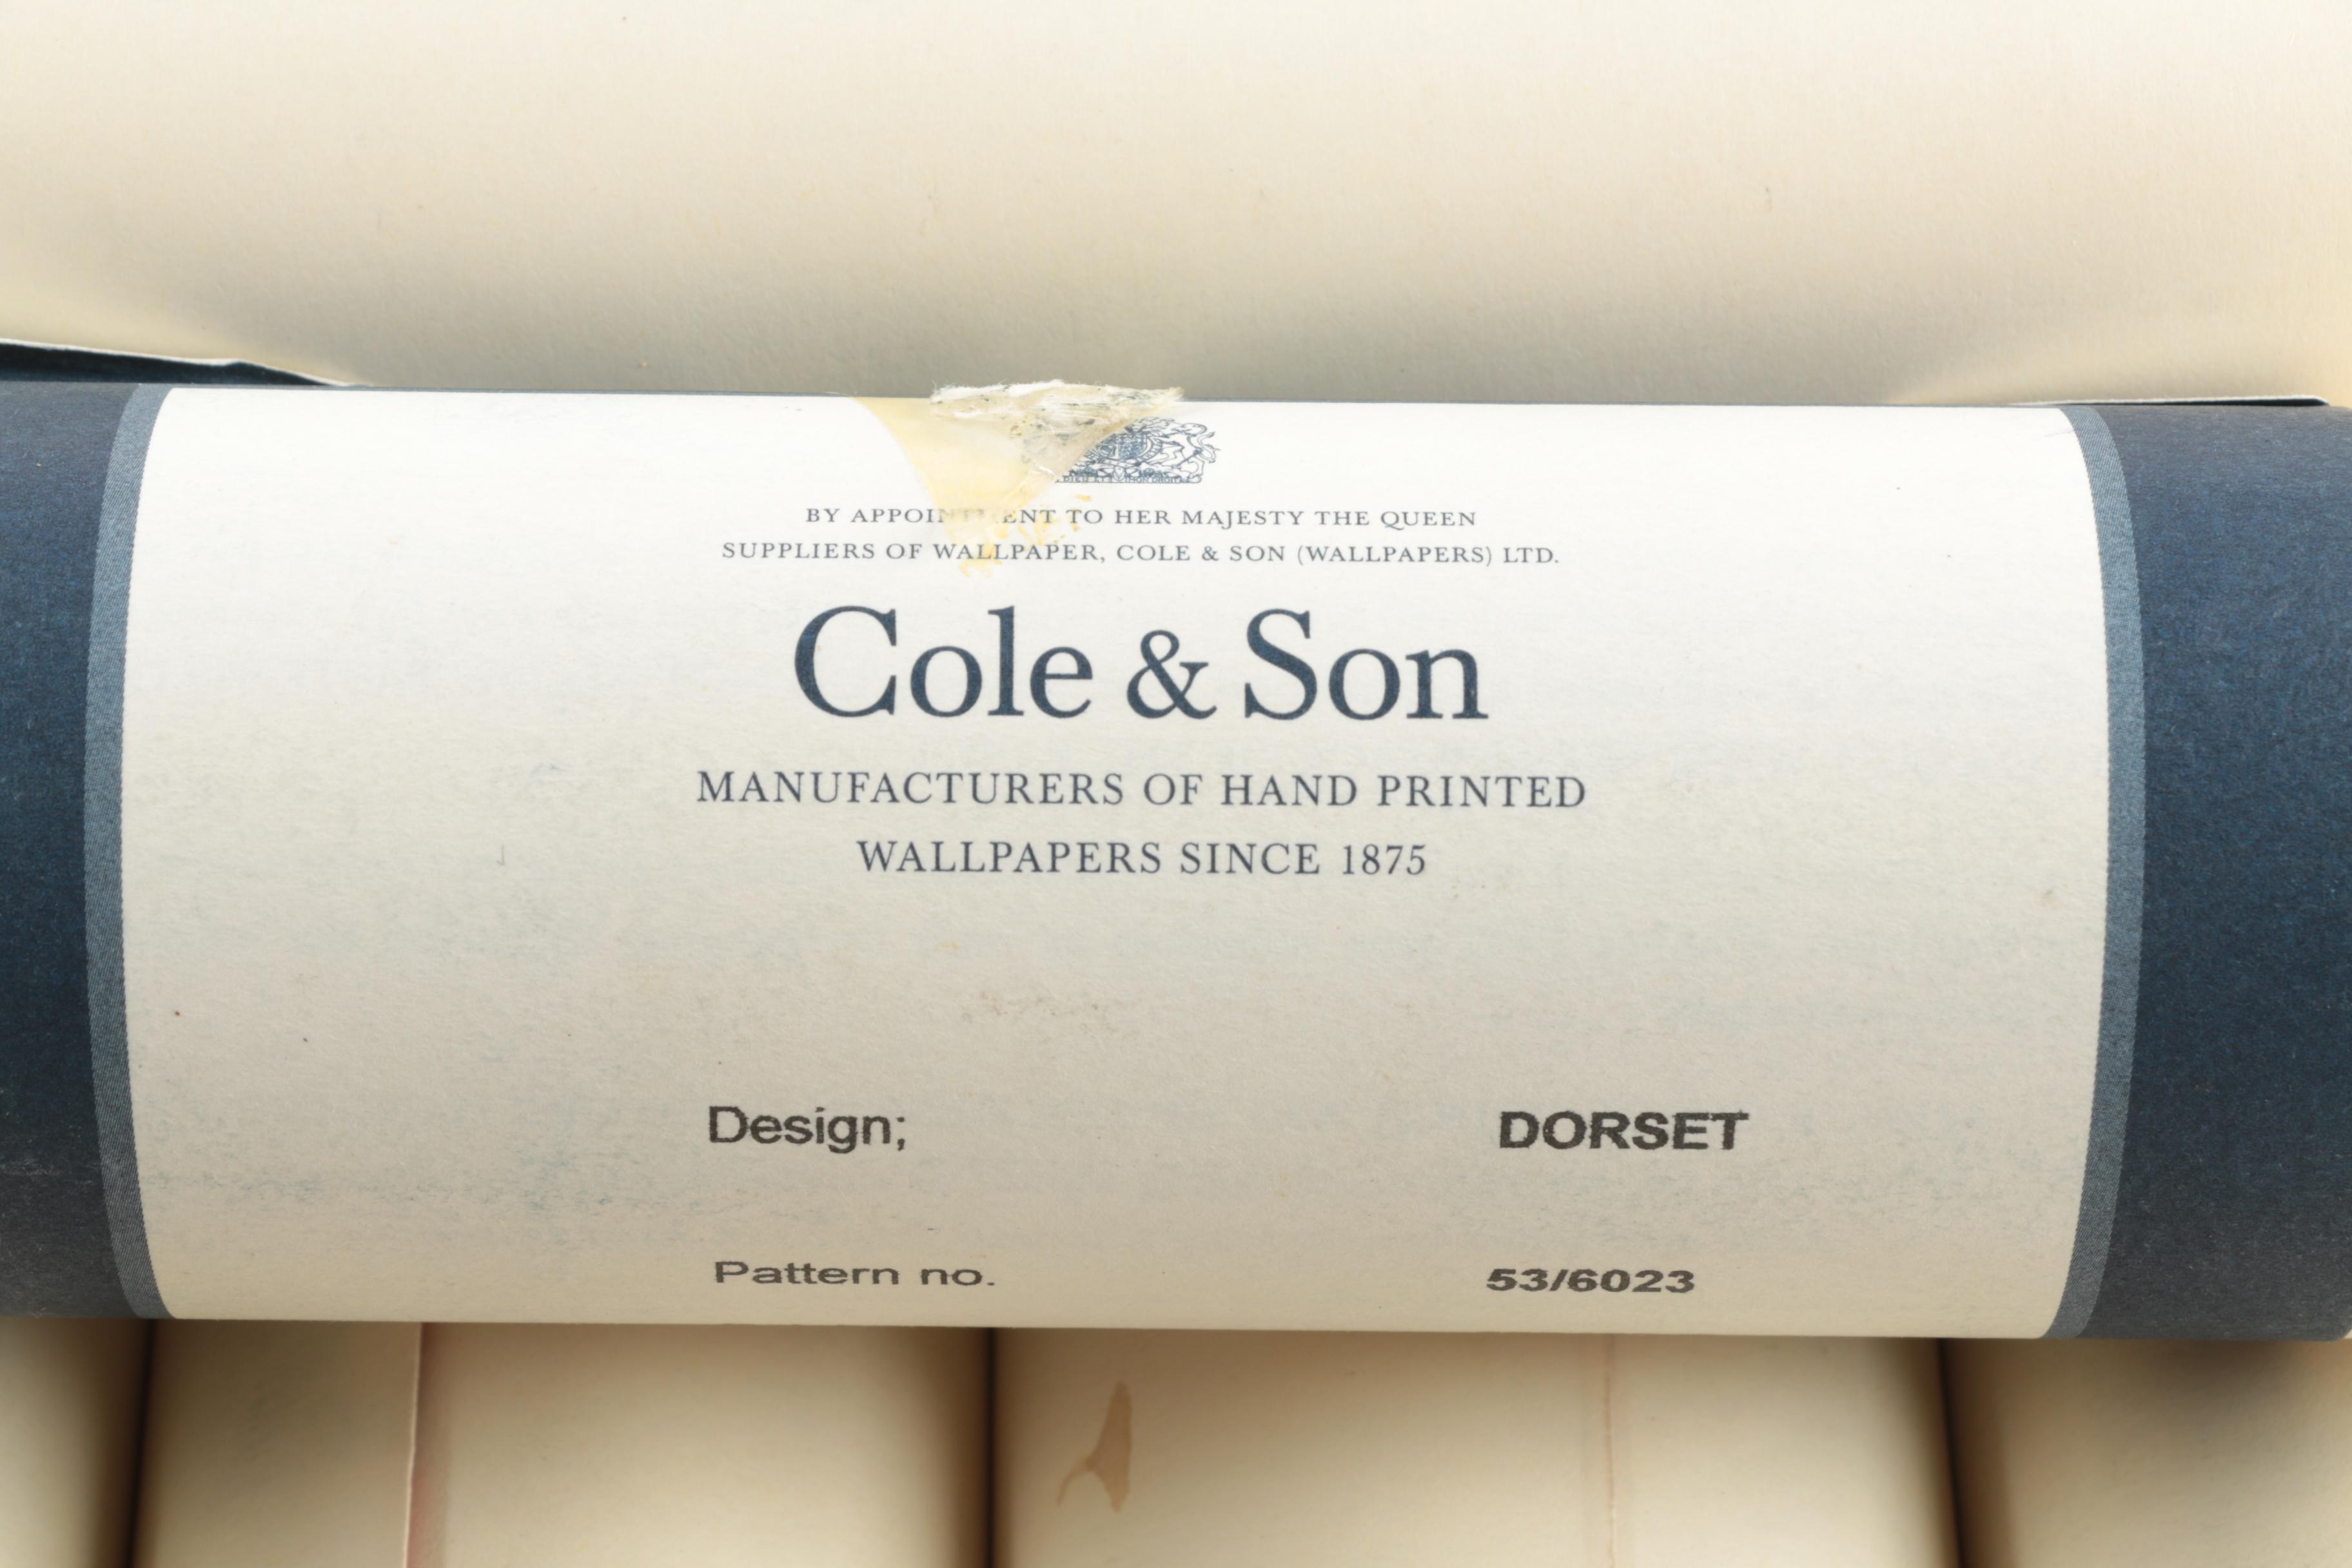 BY APPOINTMENT TO HER MAJESTY THE QUEEN
SUPPLIERS OF WALLPAPER, COLE & SON (WALLPAPERS) LTD.
Cole & Son
MANUFACTURERS OF HAND PRINTED
WALLPAPERS SINCE 1875
Design; DORSET
Pattern no. 53/6023